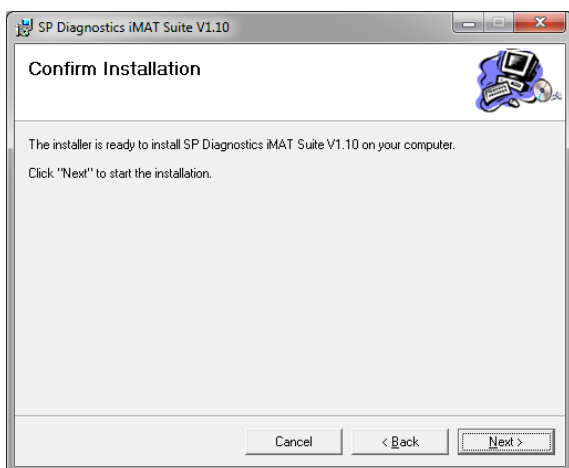 SP Diagnostics iMAT Suite V1.10
Confirm Installation
The installer is ready to install SP Diagnostics iMAT Suite V1.10 on your computer.
Click "Next" to start the installation.
Cancel < Back Next >